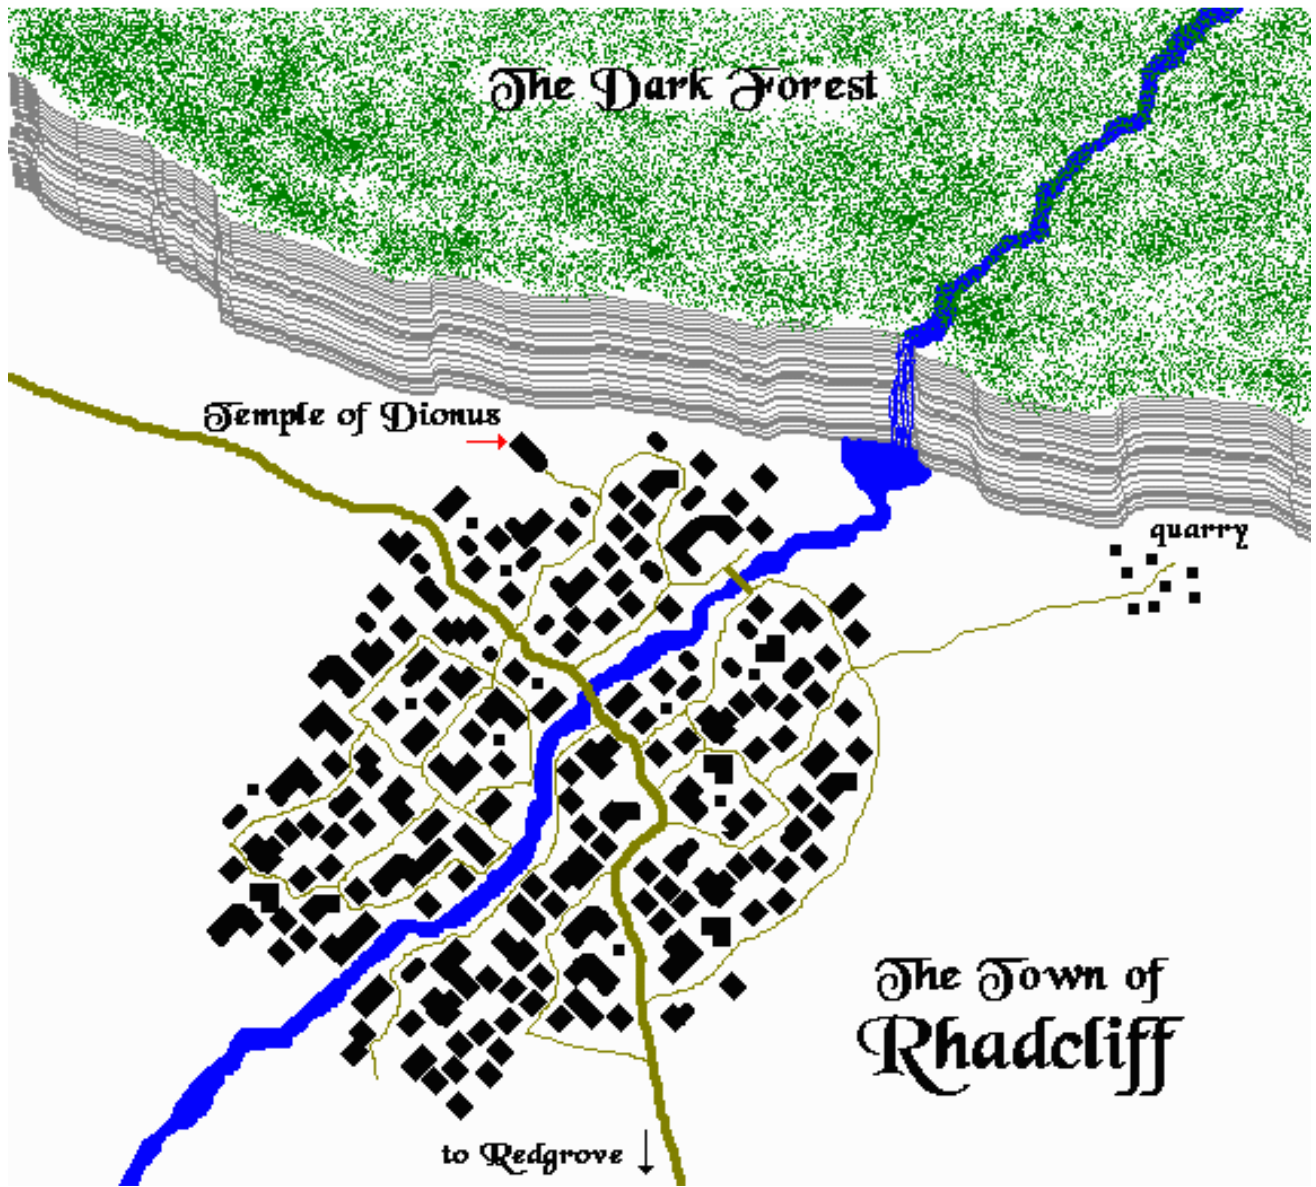 The Dark Forest
Temple of Dionus
quarry
The Town of
Rhadcliff
to Redgrove